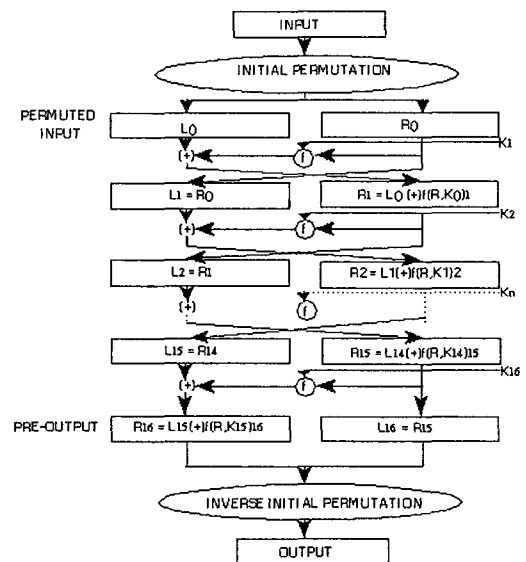 INPUT
INITIAL PERMUTATION
PERMUTED
INPUT
L0
R0
K1
(+)
f
L1 = R0
R1 = L0 (+)f(R,K0)1
K2
(+)
f
L2 = R1
R2 = L1(+)f(R,K1)2
Kn
(+)
f
L15 = R14
R15 = L14(+)f(R,K14)15
K16
(+)
f
PRE-OUTPUT
R16 = L15(+)f(R,K15)16
L16 = R15
INVERSE INITIAL PERMUTATION
OUTPUT